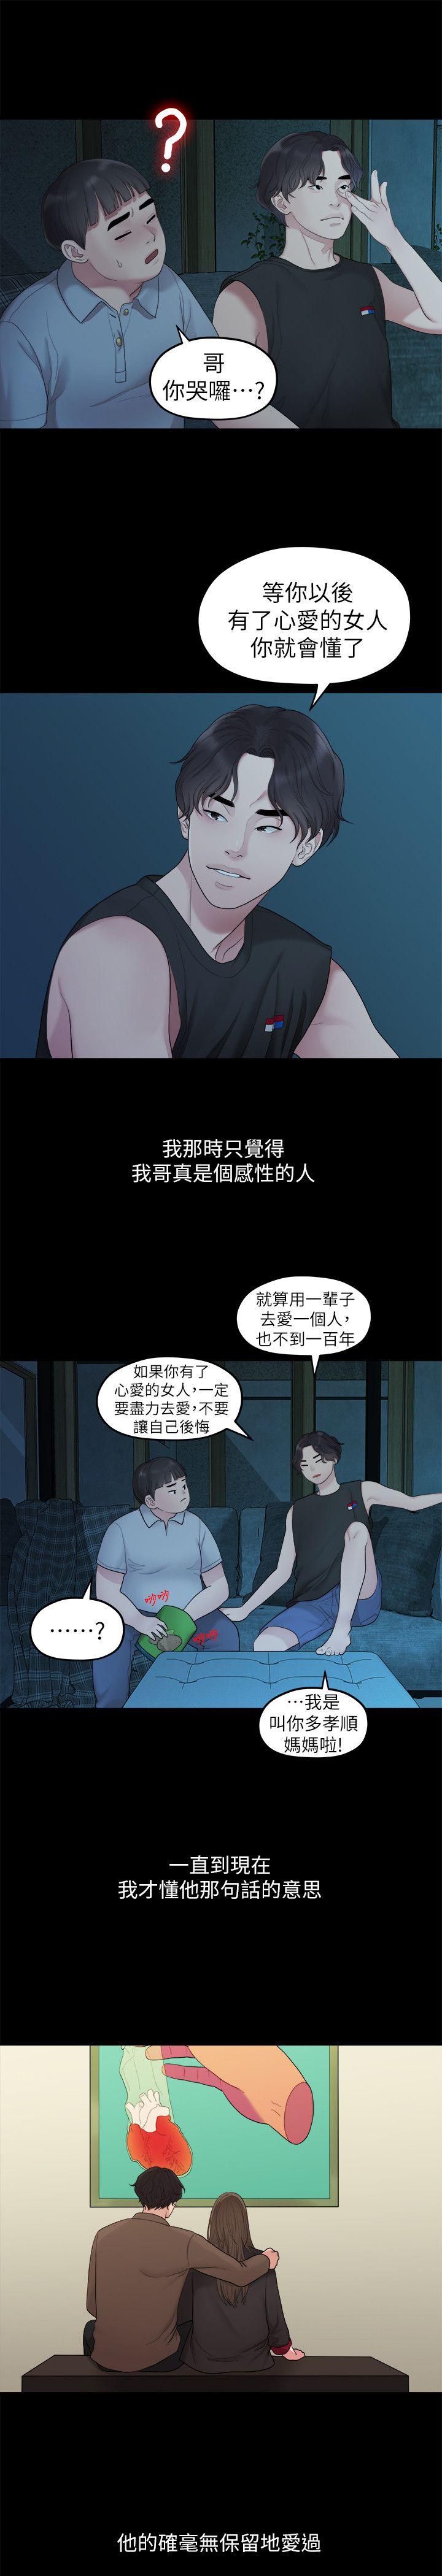 ?
哥
你哭囉⋯?
等你以後
有了心愛的女人
你就會懂了
我那時只覺得
我哥真是個感性的人
就算用一輩子
去愛一個人,
也不到一百年
如果你有了
心愛的女人,一定
要盡力去愛,不要
讓自己後悔
吵吵
吵吵
⋯⋯?
⋯我是
叫你多孝順
媽媽啦!
一直到現在
我才懂他那句話的意思
他的確毫無保留地愛過